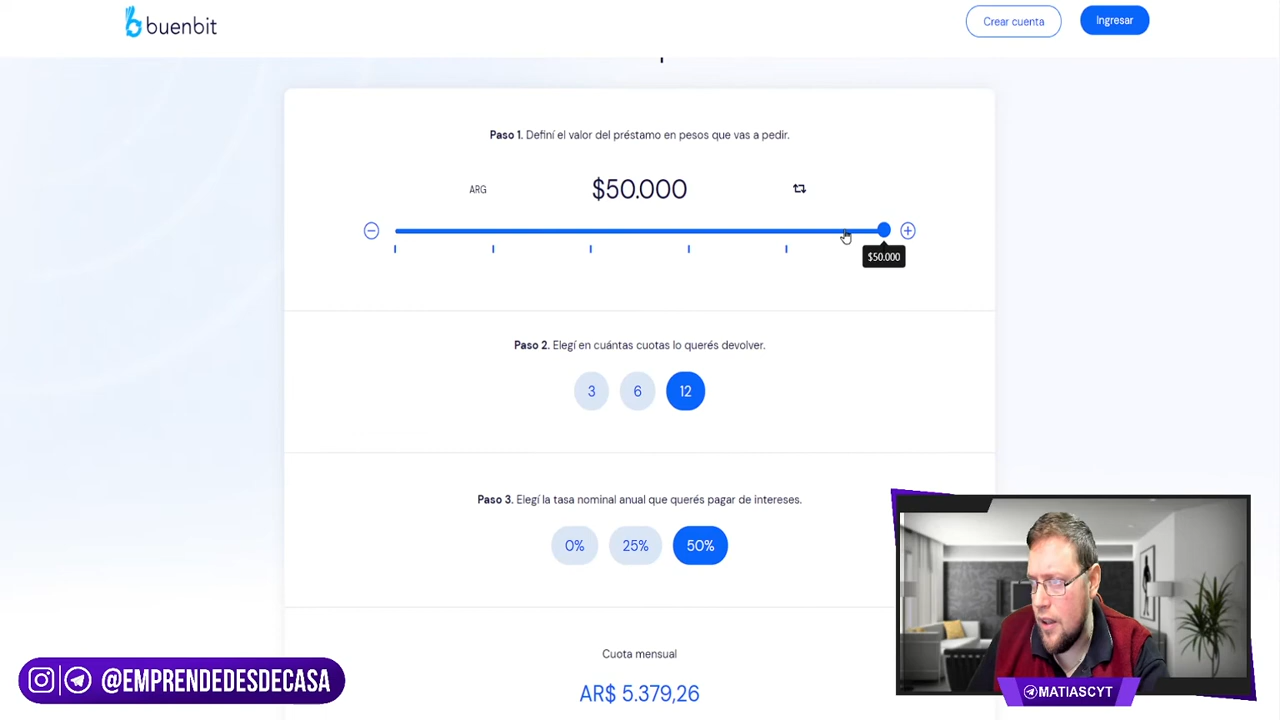 buenbit
Crear cuenta
Ingresar
Paso 1. Definí el valor del préstamo en pesos que vas a pedir.
ARG
$50.000
$50.000
Paso 2. Elegí en cuántas cuotas lo querés devolver.
3 6 12
Paso 3. Elegí la tasa nominal anual que querés pagar de intereses.
0% 25% 50%
Cuota mensual
AR$ 5.379,26
@EMPRENDEDESDECASA
MATIASCYT